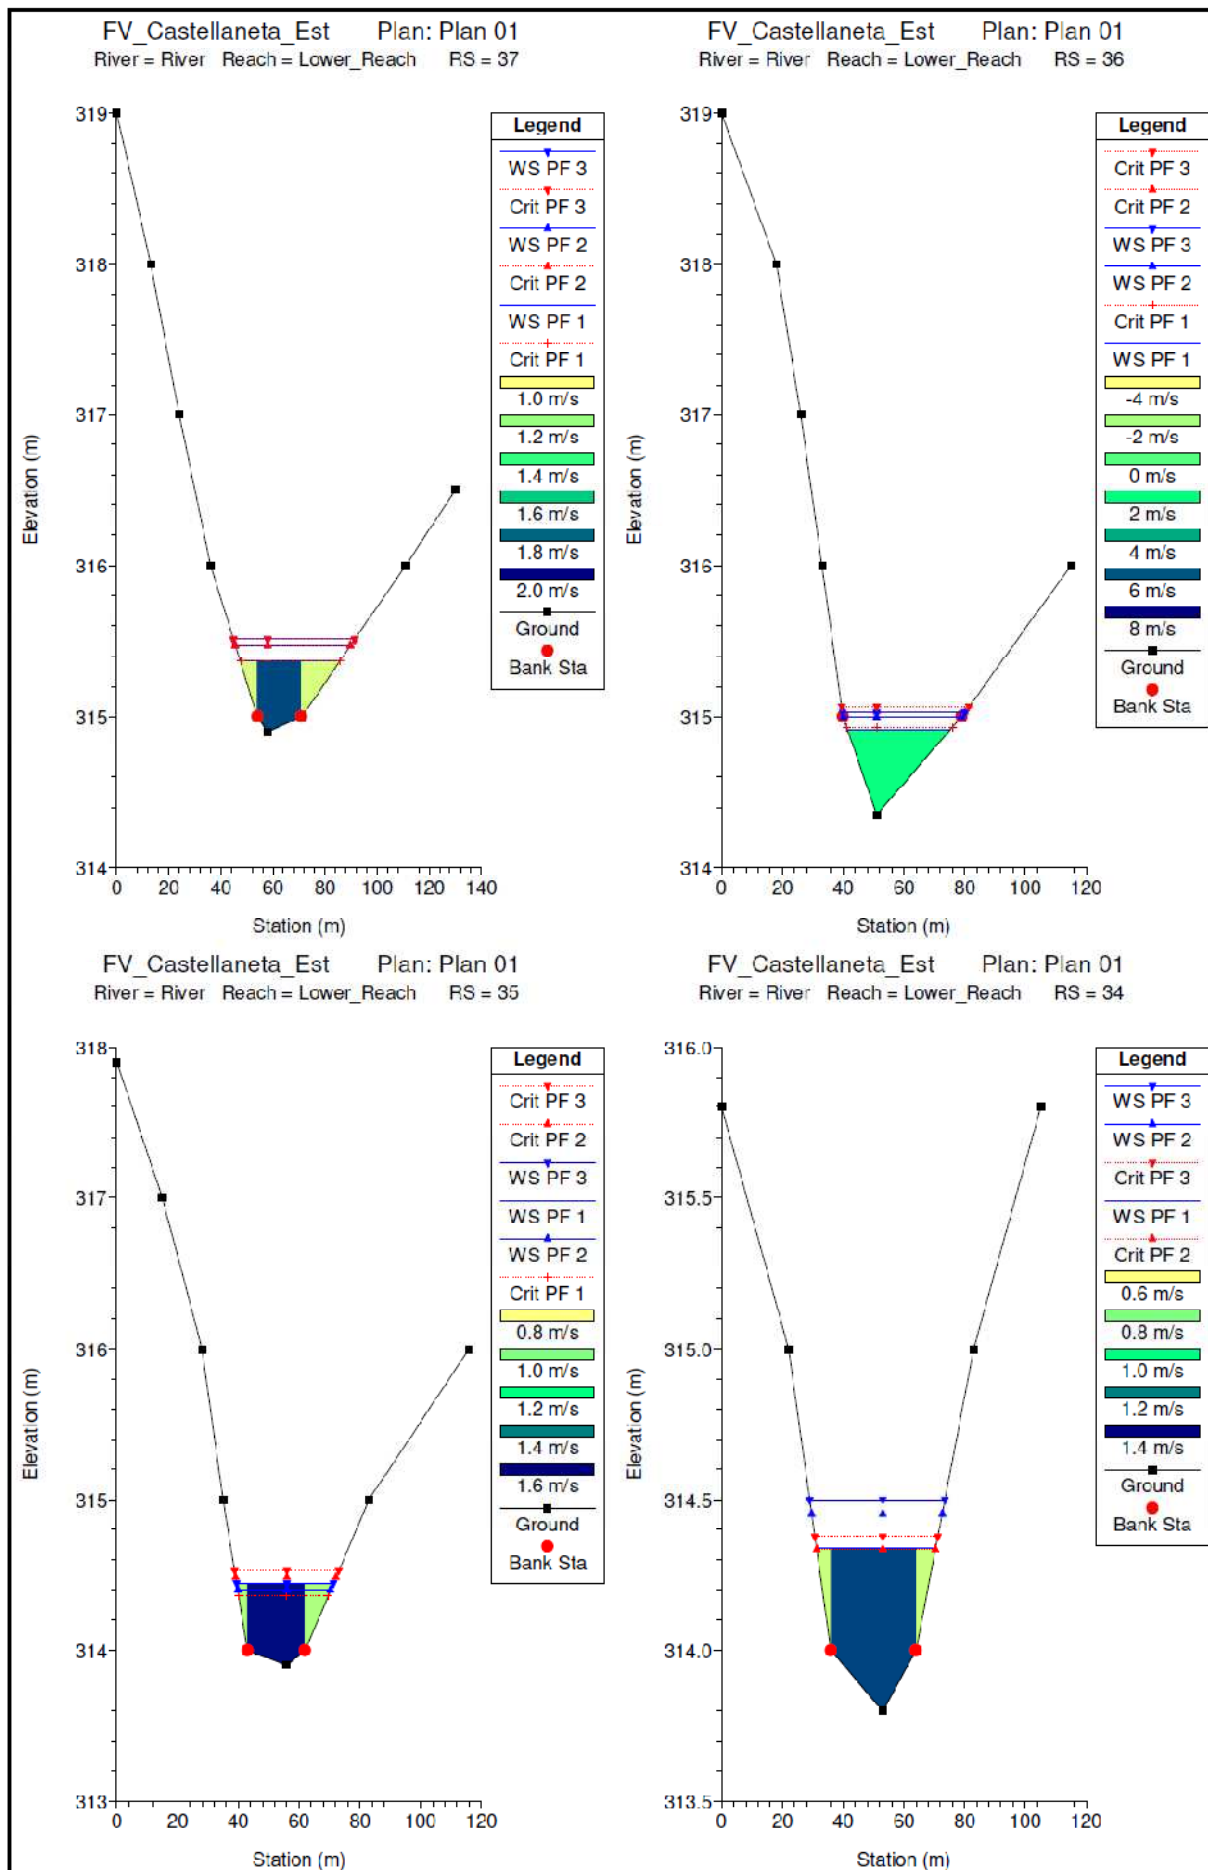 FV_Castellaneta_Est Plan: Plan 01
River = River Reach = Lower_Reach RS = 37
Elevation (m)
319
318
317
316
315
314
0 20 40 60 80 100 120 140
Station (m)
Legend
WS PF 3
Crit PF 3
WS PF 2
Crit PF 2
WS PF 1
Crit PF 1
1.0 m/s
1.2 m/s
1.4 m/s
1.6 m/s
1.8 m/s
2.0 m/s
Ground
Bank Sta
FV_Castellaneta_Est Plan: Plan 01
River = River Reach = Lower_Reach RS = 36
Elevation (m)
319
318
317
316
315
314
0 20 40 60 80 100 120
Station (m)
Legend
Crit PF 3
Crit PF 2
WS PF 3
WS PF 2
Crit PF 1
WS PF 1
-4 m/s
-2 m/s
0 m/s
2 m/s
4 m/s
6 m/s
8 m/s
Ground
Bank Sta
FV_Castellaneta_Est Plan: Plan 01
River = River Reach = Lower_Reach RS = 35
Elevation (m)
318
317
316
315
314
313
0 20 40 60 80 100 120
Station (m)
Legend
Crit PF 3
Crit PF 2
WS PF 3
WS PF 1
WS PF 2
Crit PF 1
0.8 m/s
1.0 m/s
1.2 m/s
1.4 m/s
1.6 m/s
Ground
Bank Sta
FV_Castellaneta_Est Plan: Plan 01
River = River Reach = Lower_Reach RS = 34
Elevation (m)
316.0
315.5
315.0
314.5
314.0
313.5
0 20 40 60 80 100 120
Station (m)
Legend
WS PF 3
WS PF 2
Crit PF 3
WS PF 1
Crit PF 2
0.6 m/s
0.8 m/s
1.0 m/s
1.2 m/s
1.4 m/s
Ground
Bank Sta